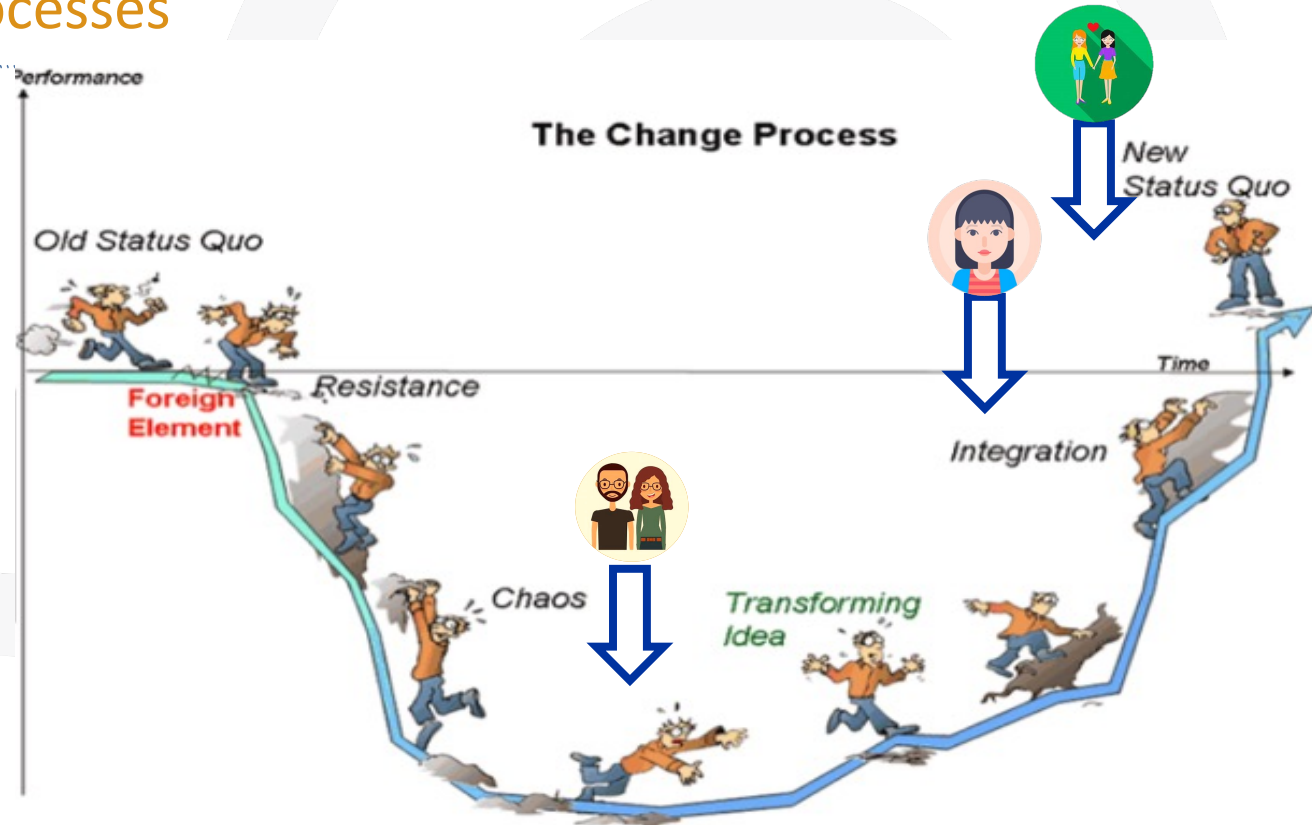 ocesses
Performance
The Change Process
New
Status Quo
Old Status Quo
Time
Foreign
Element
Resistance
Integration
Chaos
Transforming
Idea